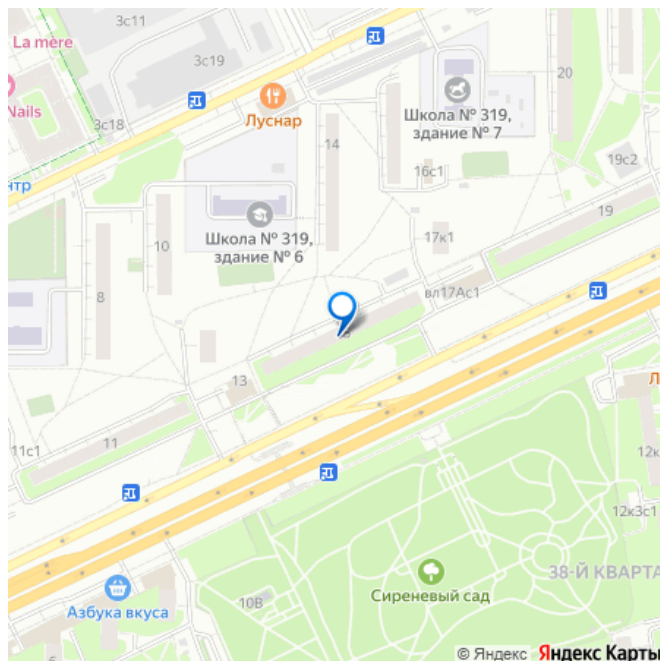 La mère
3с11
3с19
Nails
3с18
Луснар
14
Школа № 319,
здание № 7
20
16с1
19с2
нтр
10
Школа № 319,
здание № 6
17к1
19
8
вл17Ас1
13
11с1
11
Л
12к
12к3с1
38-Й КВАРТА
Сиреневый сад
10В
Азбука вкуса
6
© Яндекс Яндекс Карты